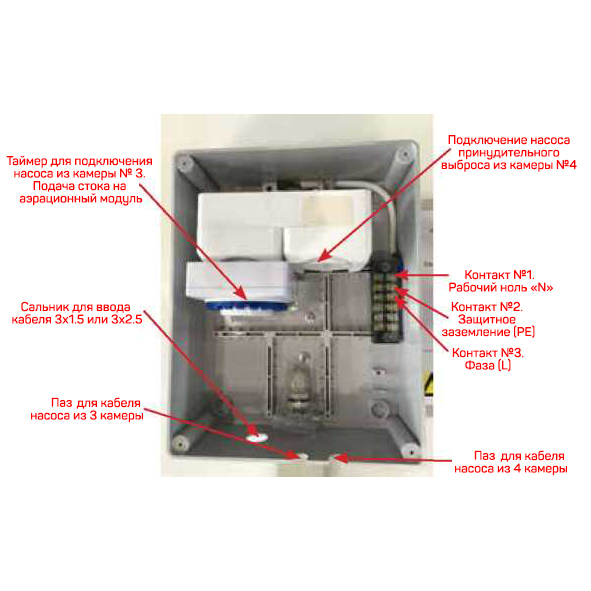 Таймер для подключения
насоса из камеры № 3.
Подача стока на
аэрационный модуль
Подключение насоса
принудительного
выброса из камеры №4
Контакт №1.
Рабочий ноль «N»
Сальник для ввода
кабеля 3х1.5 или 3х2.5
Контакт №2.
Защитное
заземление (PE)
Контакт №3.
Фаза (L)
Паз для кабеля
насоса из 3 камеры
Паз для кабеля
насоса из 4 камеры